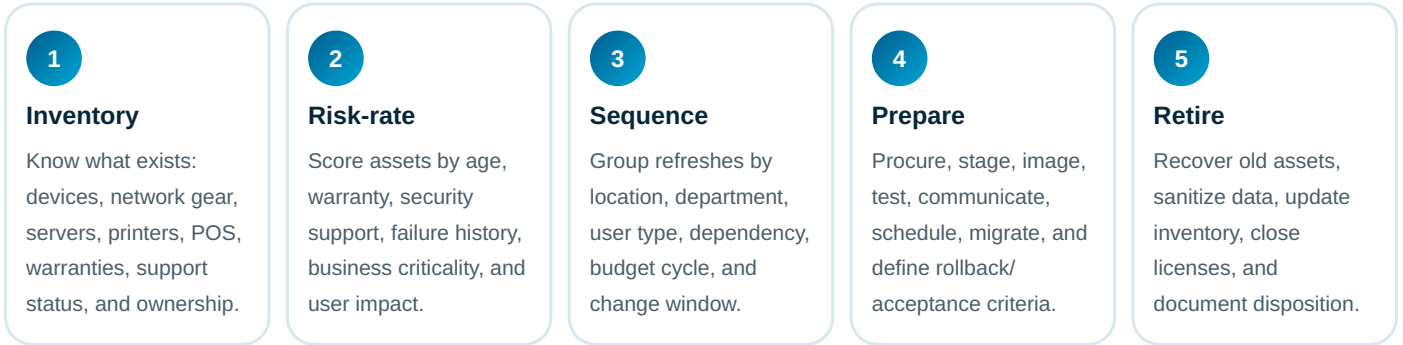 1
Inventory
Know what exists:
devices, network gear,
servers, printers, POS,
warranties, support
status, and ownership.
2
Risk-rate
Score assets by age,
warranty, security
support, failure history,
business criticality, and
user impact.
3
Sequence
Group refreshes by
location, department,
user type, dependency,
budget cycle, and
change window.
4
Prepare
Procure, stage, image,
test, communicate,
schedule, migrate, and
define rollback/
acceptance criteria.
5
Retire
Recover old assets,
sanitize data, update
inventory, close
licenses, and
document disposition.